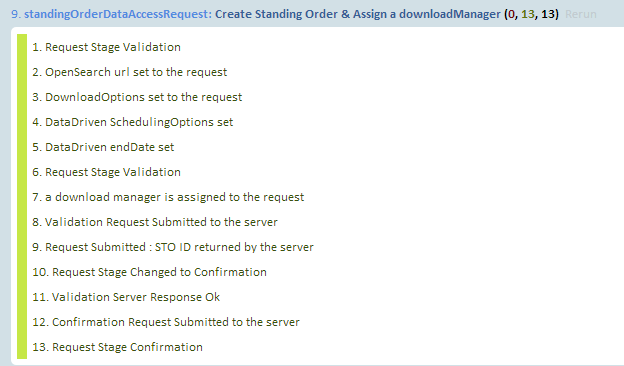 9. standingOrderDataAccessRequest: Create Standing Order & Assign a downloadManager (0, 13, 13) Rerun
1. Request Stage Validation
2. OpenSearch url set to the request
3. DownloadOptions set to the request
4. DataDriven SchedulingOptions set
5. DataDriven endDate set
6. Request Stage Validation
7. a download manager is assigned to the request
8. Validation Request Submitted to the server
9. Request Submitted : STO ID returned by the server
10. Request Stage Changed to Confirmation
11. Validation Server Response Ok
12. Confirmation Request Submitted to the server
13. Request Stage Confirmation